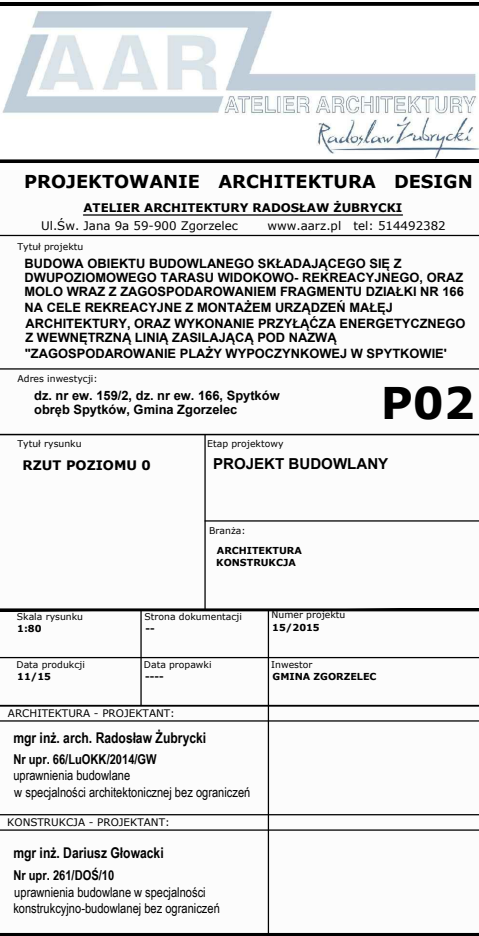 AAR
ATELIER ARCHITEKTURY
Radosław Żubrycki
PROJEKTOWANIE ARCHITEKTURA DESIGN
ATELIER ARCHITEKTURY RADOSŁAW ŻUBRYCKI
Ul.Św. Jana 9a 59-900 Zgorzelec www.aarz.pl tel: 514492382
Tytuł projektu
BUDOWA OBIEKTU BUDOWLANEGO SKŁADAJĄCEGO SIĘ Z
DWUPOZIOMOWEGO TARASU WIDOKOWO- REKREACYJNEGO, ORAZ
MOLO WRAZ Z ZAGOSPODAROWANIEM FRAGMENTU DZIAŁKI NR 166
NA CELE REKREACYJNE Z MONTAŻEM URZĄDZEŃ MAŁEJ
ARCHITEKTURY, ORAZ WYKONANIE PRZYŁĄCZA ENERGETYCZNEGO
Z WEWNĘTRZNĄ LINIĄ ZASILAJĄCĄ POD NAZWĄ
"ZAGOSPODAROWANIE PLAŻY WYPOCZYNKOWEJ W SPYTKOWIE'
Adres inwestycji:
dz. nr ew. 159/2, dz. nr ew. 166, Spytków
obręb Spytków, Gmina Zgorzelec
P02
Tytuł rysunku
RZUT POZIOMU 0
Etap projektowy
PROJEKT BUDOWLANY
Branża:
ARCHITEKTURA
KONSTRUKCJA
Skala rysunku
1:80
Strona dokumentacji
--
Numer projektu
15/2015
Data produkcji
11/15
Data propawki
----
Inwestor
GMINA ZGORZELEC
ARCHITEKTURA - PROJEKTANT:
mgr inż. arch. Radosław Żubrycki
Nr upr. 66/LuOKK/2014/GW
uprawnienia budowlane
w specjalności architektonicznej bez ograniczeń
KONSTRUKCJA - PROJEKTANT:
mgr inż. Dariusz Głowacki
Nr upr. 261/DOŚ/10
uprawnienia budowlane w specjalności
konstrukcyjno-budowlanej bez ograniczeń